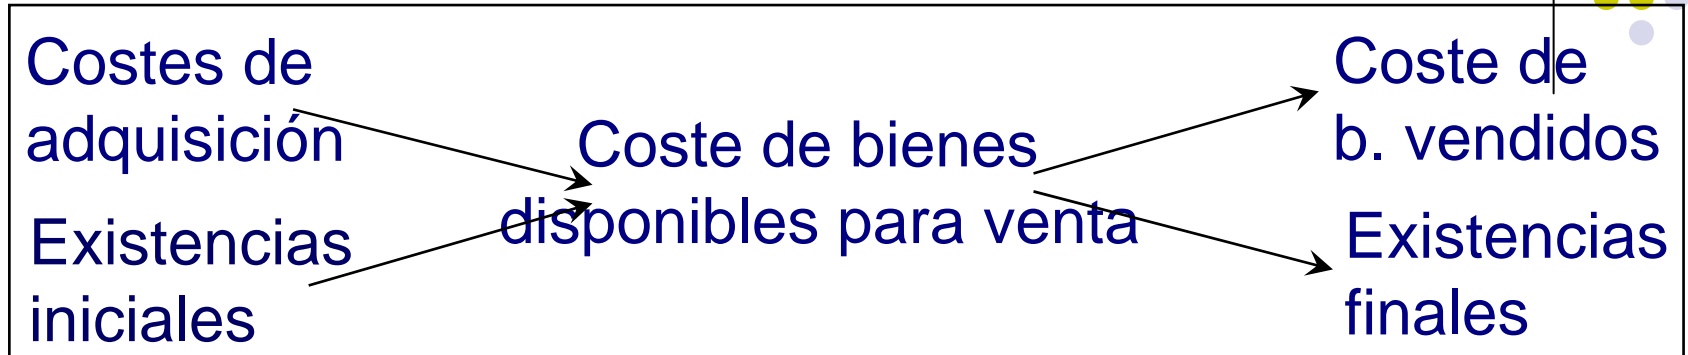 Costes de
adquisición
Existencias
iniciales
Coste de bienes
disponibles para venta
Coste de
b. vendidos
Existencias
finales